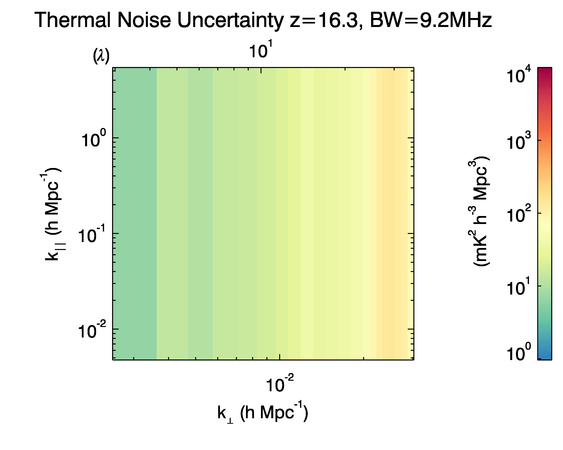 Thermal Noise Uncertainty z=16.3, BW=9.2MHz
(λ) 10¹
10⁰
10⁻¹
10⁻²
k|| (h Mpc⁻¹)
10⁻²
k⊥ (h Mpc⁻¹)
10⁴
10³
10²
10¹
10⁰
(mK² h⁻³ Mpc³)